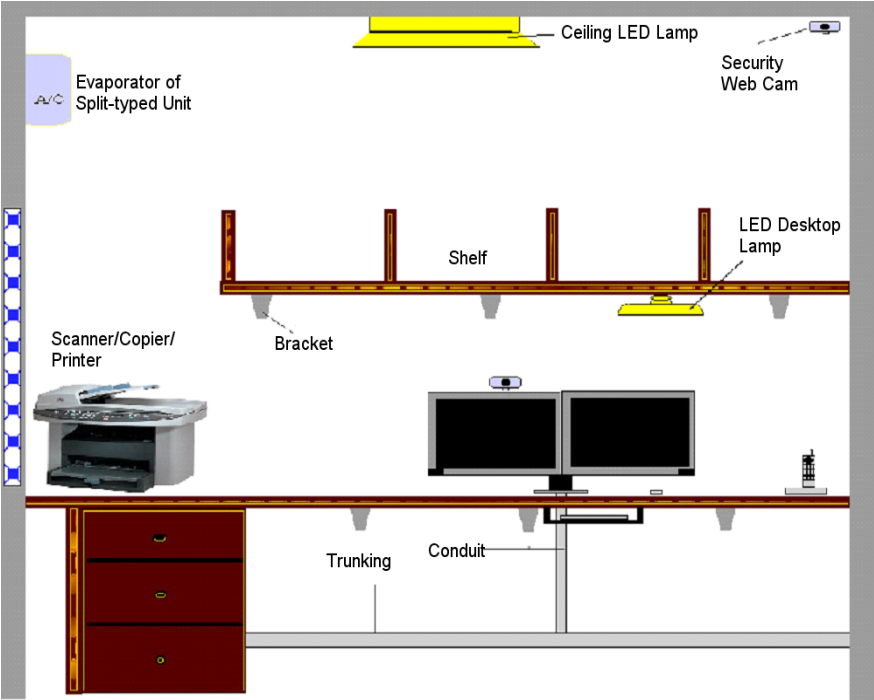 Ceiling LED Lamp
Security
Web Cam
Evaporator of
Split-typed Unit
A/C
LED Desktop
Lamp
Shelf
Bracket
Scanner/Copier/
Printer
Trunking
Conduit